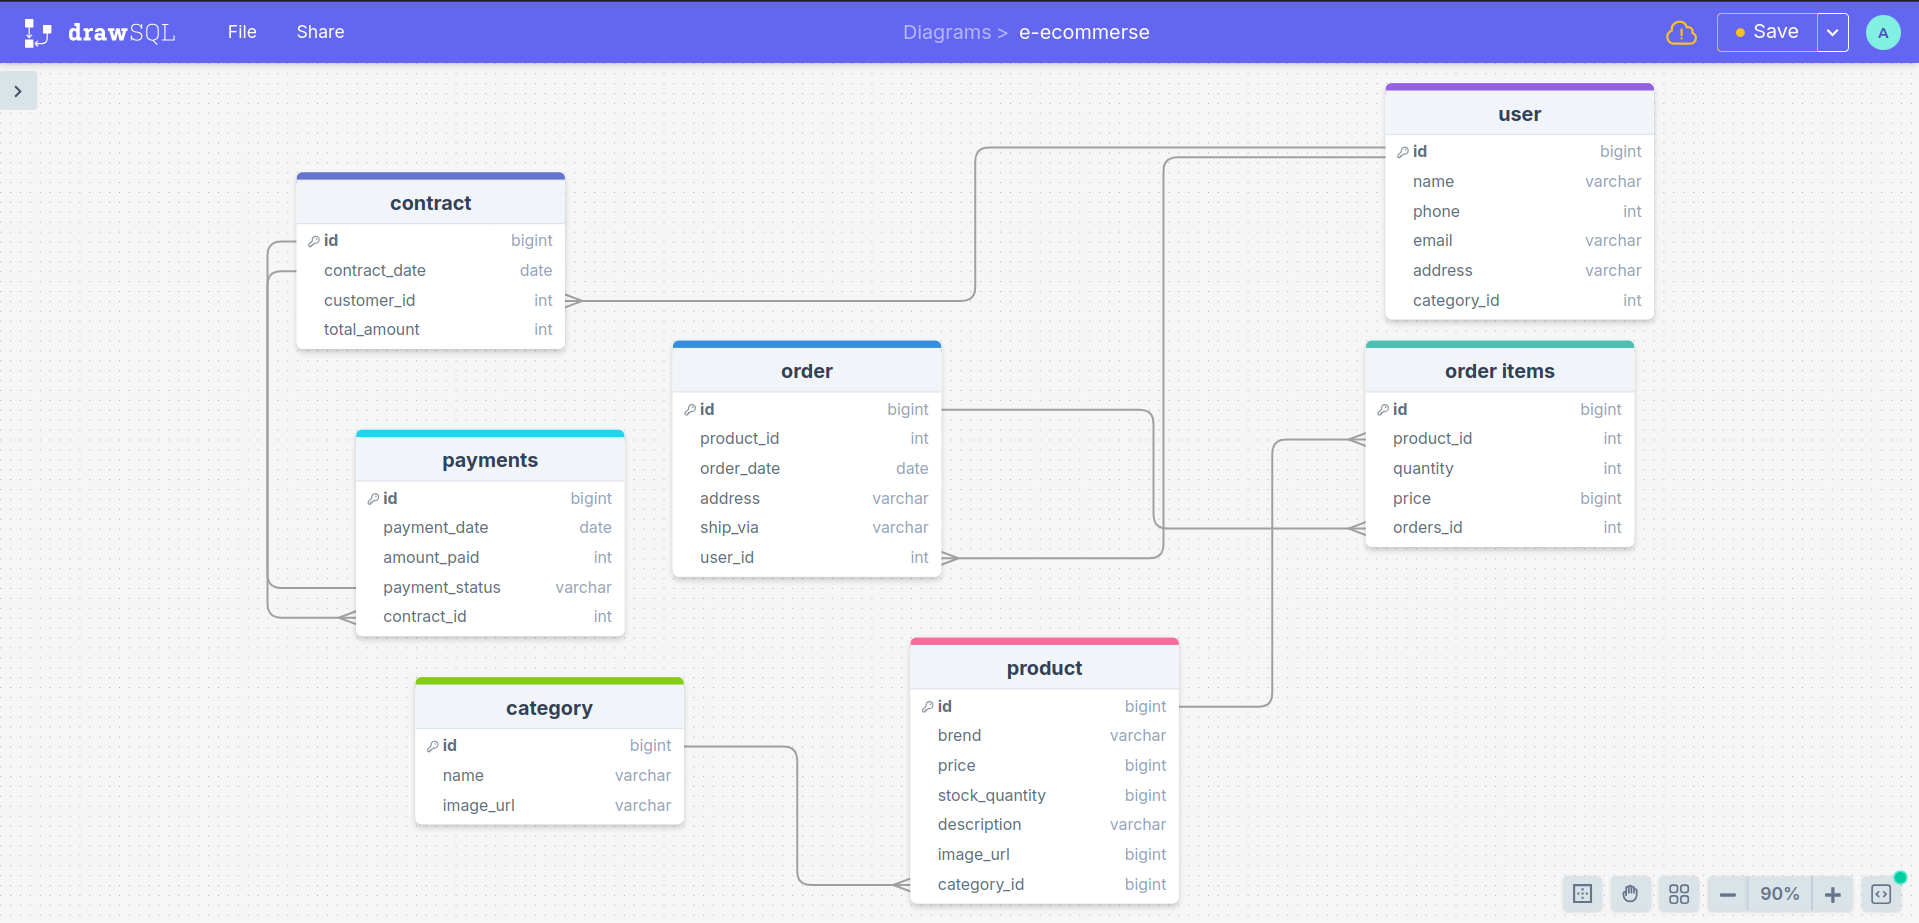 drawSQL File Share Diagrams > e-ecommerse Save A
user
id bigint
name varchar
phone int
email varchar
address varchar
category_id int
contract
id bigint
contract_date date
customer_id int
total_amount int
order
id bigint
product_id int
order_date date
address varchar
ship_via varchar
user_id int
order items
id bigint
product_id int
quantity int
price bigint
orders_id int
payments
id bigint
payment_date date
amount_paid int
payment_status varchar
contract_id int
category
id bigint
name varchar
image_url varchar
product
id bigint
brend varchar
price bigint
stock_quantity bigint
description varchar
image_url bigint
category_id bigint
90%